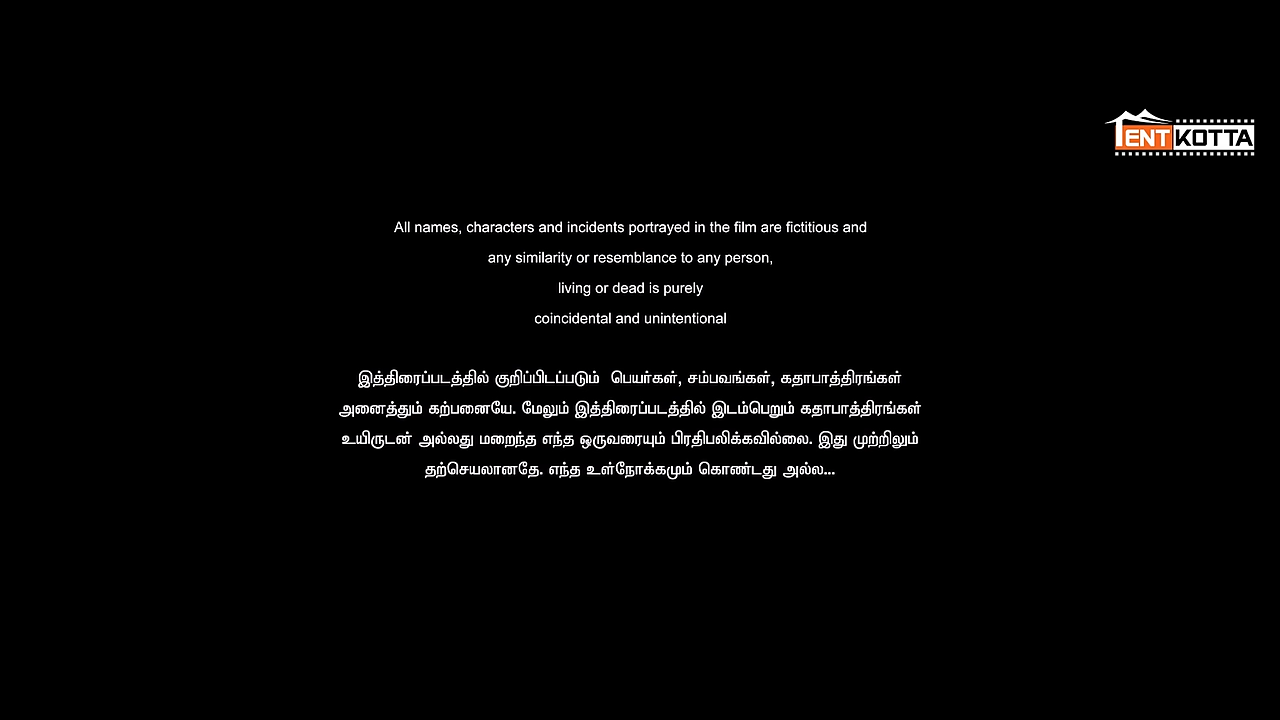 TENTKOTTA
All names, characters and incidents portrayed in the film are fictitious and
any similarity or resemblance to any person,
living or dead is purely
coincidental and unintentional
இத்திரைப்படத்தில் குறிப்பிடப்படும் பெயர்கள், சம்பவங்கள், கதாபாத்திரங்கள்
அனைத்தும் கற்பனையே. மேலும் இத்திரைப்படத்தில் இடம்பெறும் கதாபாத்திரங்கள்
உயிருடன் அல்லது மறைந்த எந்த ஒருவரையும் பிரதிபலிக்கவில்லை. இது முற்றிலும்
தற்செயலானதே. எந்த உள்நோக்கமும் கொண்டது அல்ல...